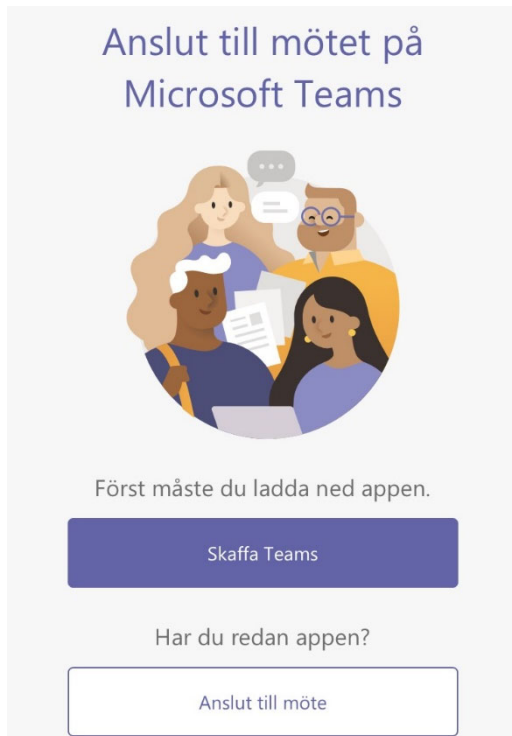 Anslut till mötet på
Microsoft Teams
Först måste du ladda ned appen.
Skaffa Teams
Har du redan appen?
Anslut till möte